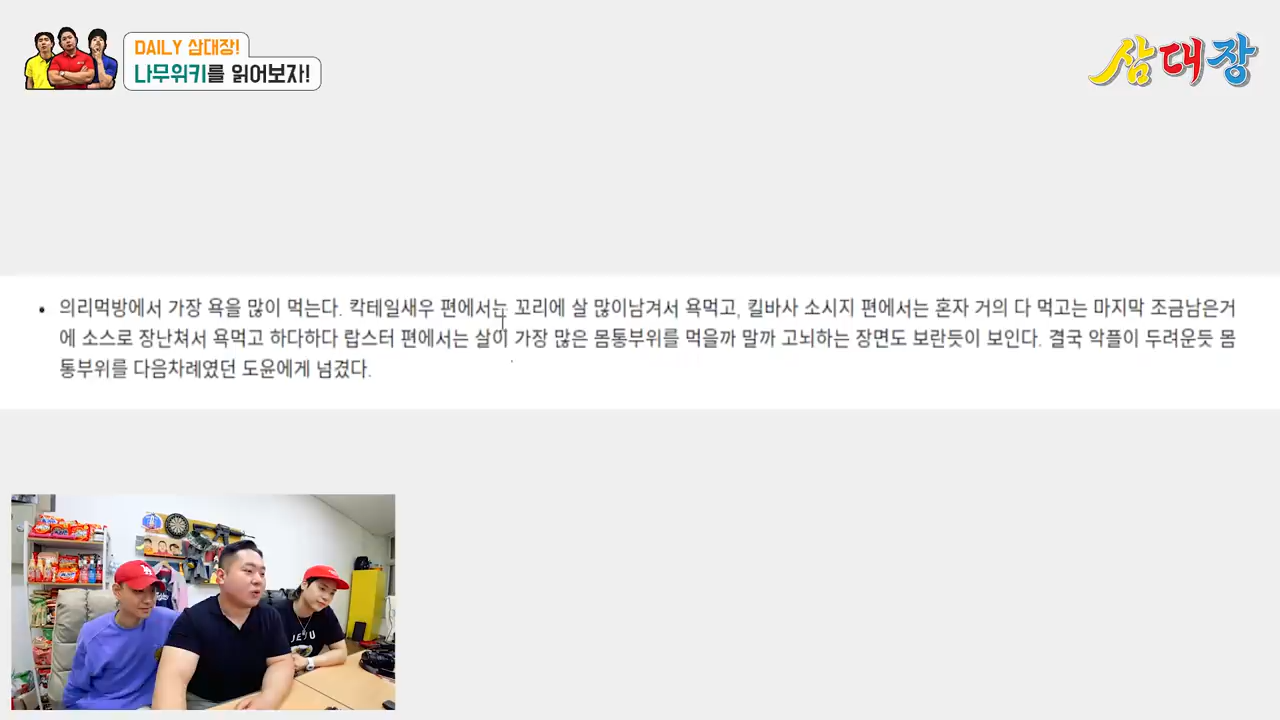 DAILY 삼대장!
나무위키를 읽어보자!
삼대장
• 의리먹방에서 가장 욕을 많이 먹는다. 칵테일새우 편에서는 꼬리에 살 많이남겨서 욕먹고, 킬바사 소시지 편에서는 혼자 거의 다 먹고는 마지막 조금남은거
에 소스로 장난쳐서 욕먹고 하다하다 랍스터 편에서는 살이 가장 많은 몸통부위를 먹을까 말까 고뇌하는 장면도 보란듯이 보인다. 결국 악플이 두려운듯 몸
통부위를 다음차례였던 도윤에게 넘겼다.
JEJU